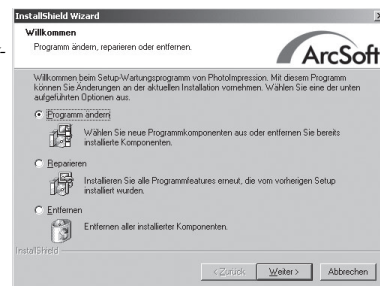 InstallShield Wizard
Willkommen
Programm ändern, reparieren oder entfernen.
ArcSoft
Willkommen beim Setup-Wartungsprogramm von PhotoImpression. Mit diesem Programm
können Sie Änderungen an der aktuellen Installation vornehmen. Wählen Sie eine der unten
aufgeführten Optionen aus.
Programm ändern
Wählen Sie neue Programmkomponenten aus oder entfernen Sie bereits
installierte Komponenten.
Reparieren
Installieren Sie alle Programmfeatures erneut, die vom vorherigen Setup
installiert wurden.
Entfernen
Entfernen aller installierter Komponenten.
InstallShield
< Zurück
Weiter >
Abbrechen